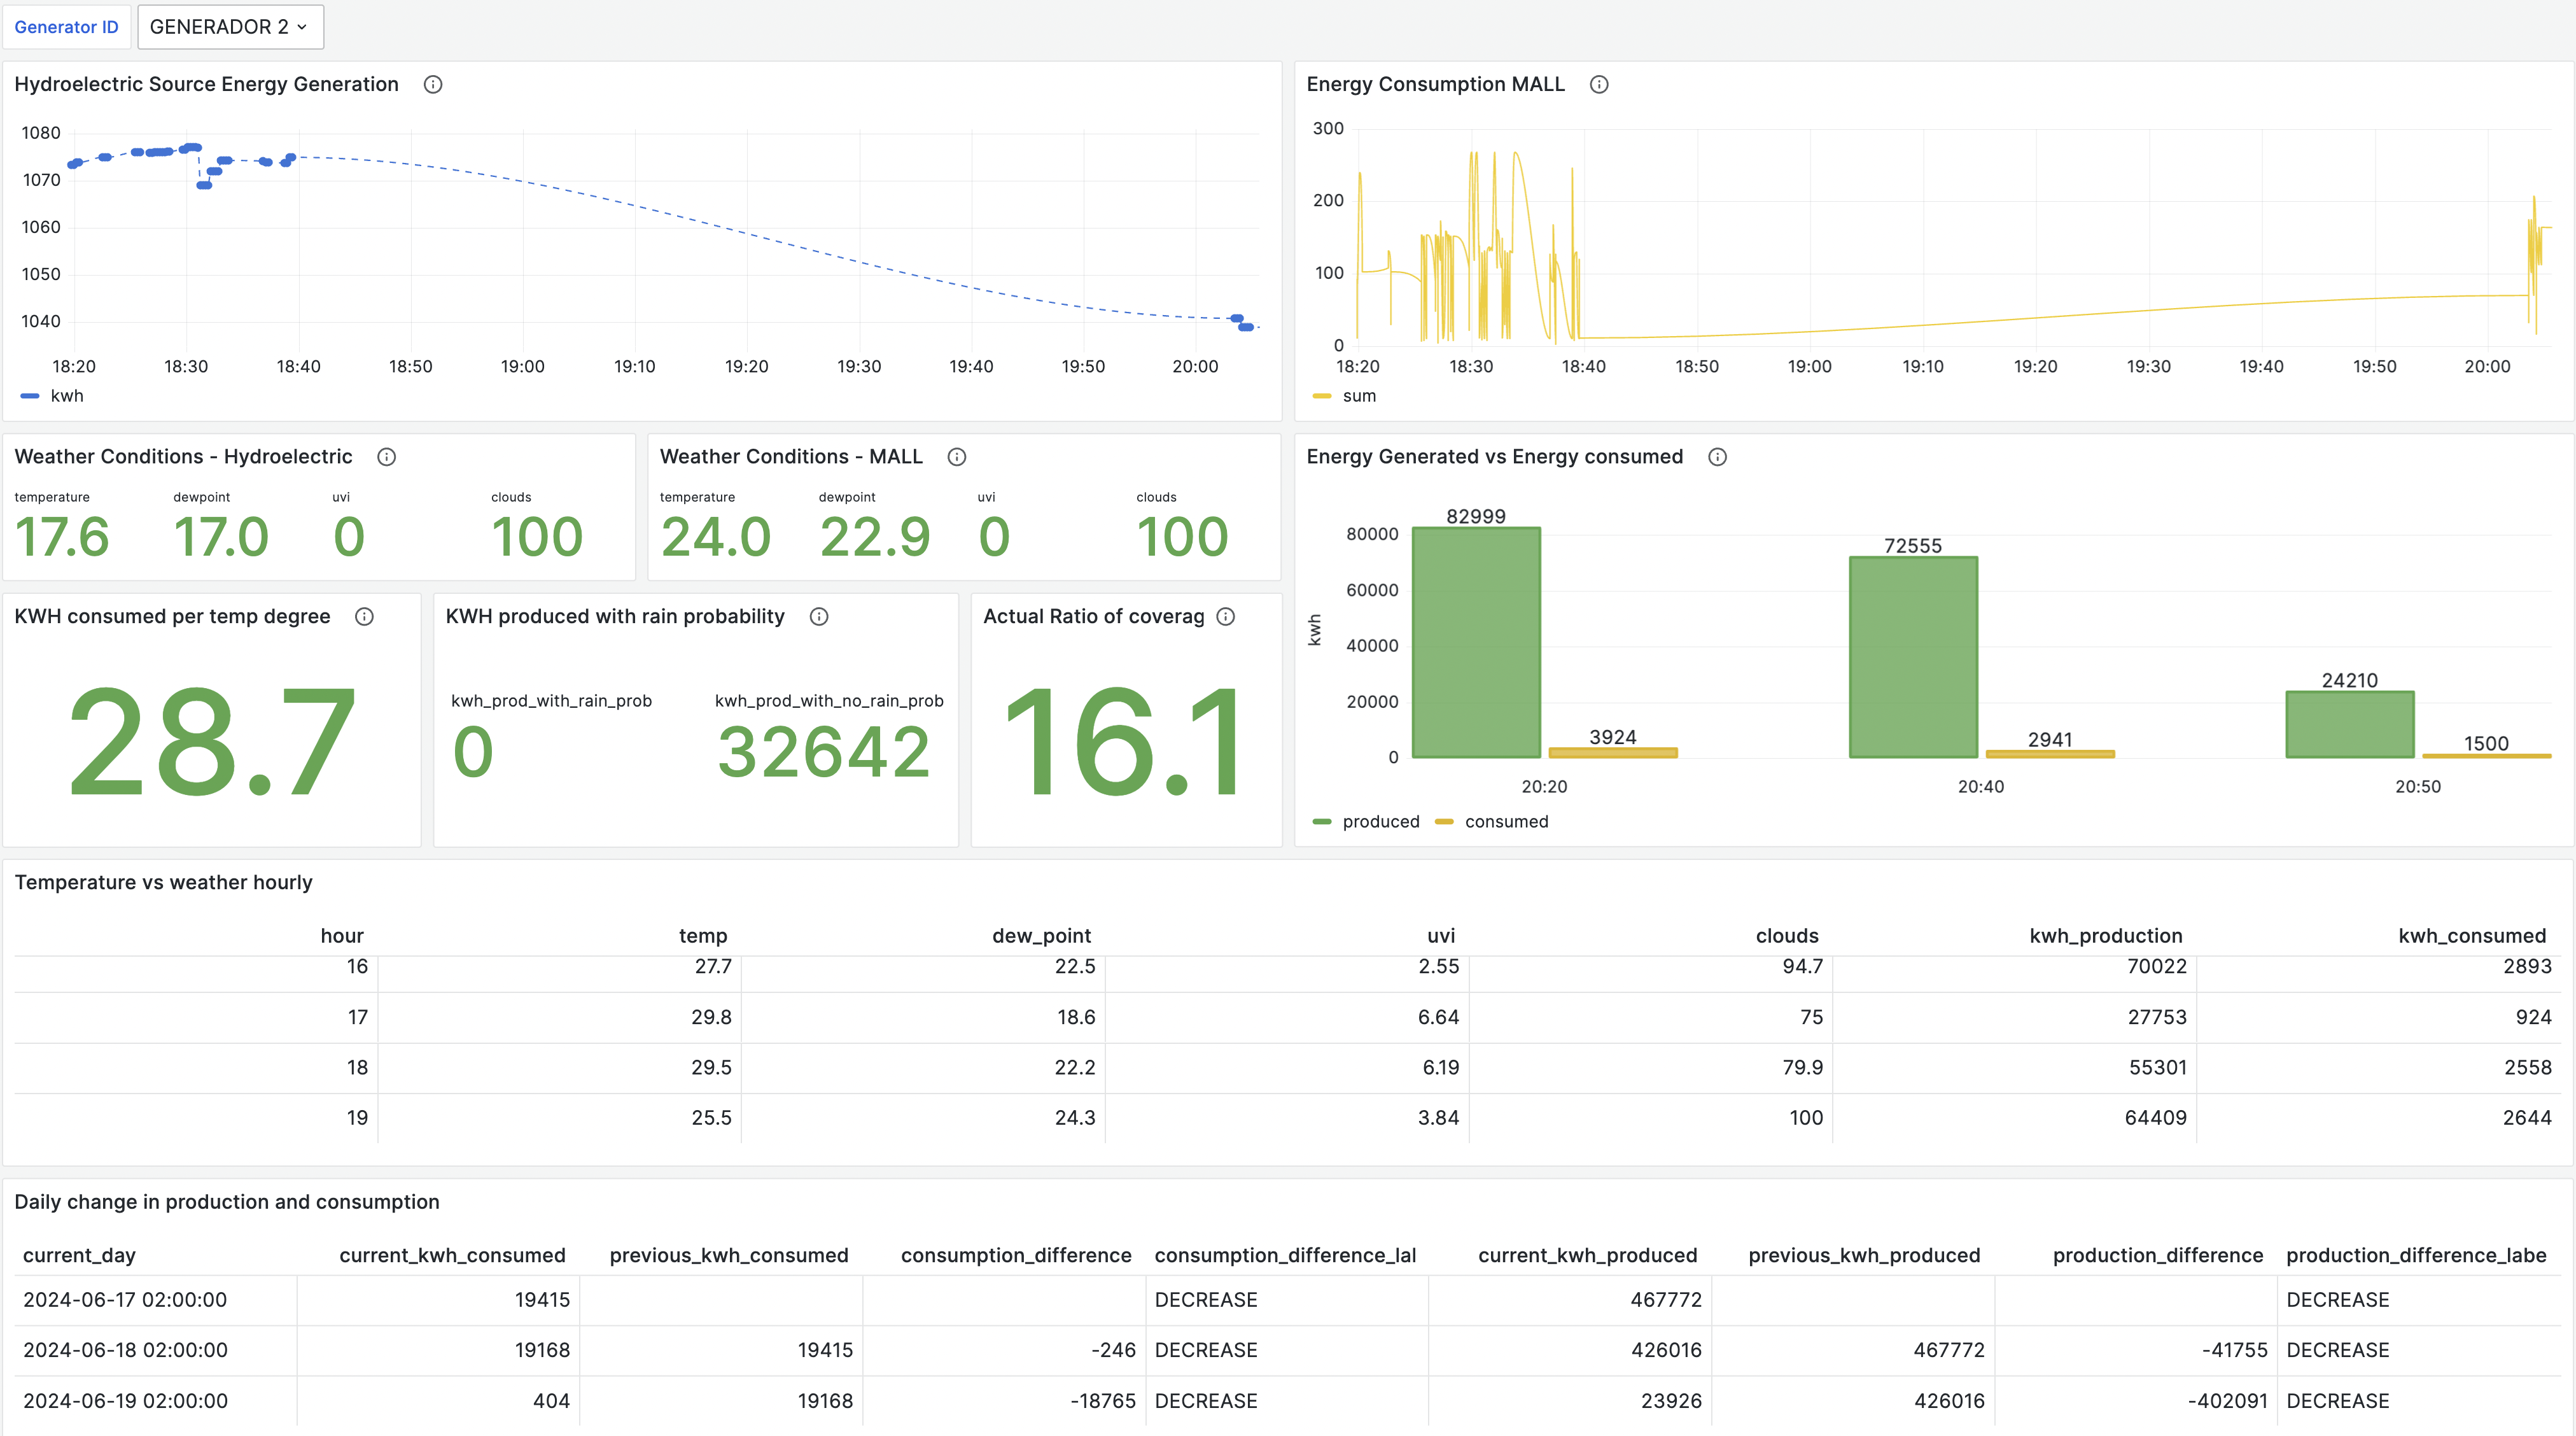 Generator ID GENERADOR 2
Hydroelectric Source Energy Generation
1080
1070
1060
1050
1040
18:20 18:30 18:40 18:50 19:00 19:10 19:20 19:30 19:40 19:50 20:00
kwh
Energy Consumption MALL
300
200
100
0
18:20 18:30 18:40 18:50 19:00 19:10 19:20 19:30 19:40 19:50 20:00
sum
Weather Conditions - Hydroelectric
temperature dewpoint uvi clouds
17.6 17.0 0 100
Weather Conditions - MALL
temperature dewpoint uvi clouds
24.0 22.9 0 100
Energy Generated vs Energy consumed
kwh
80000
60000
40000
20000
0
82999 3924
72555 2941
24210 1500
20:20 20:40 20:50
produced consumed
KWH consumed per temp degree
28.7
KWH produced with rain probability
kwh_prod_with_rain_prob kwh_prod_with_no_rain_prob
0 32642
Actual Ratio of coverag
16.1
Temperature vs weather hourly
hour temp dew_point uvi clouds kwh_production kwh_consumed
16 27.7 22.5 2.55 94.7 70022 2893
17 29.8 18.6 6.64 75 27753 924
18 29.5 22.2 6.19 79.9 55301 2558
19 25.5 24.3 3.84 100 64409 2644
Daily change in production and consumption
current_day current_kwh_consumed previous_kwh_consumed consumption_difference consumption_difference_lal current_kwh_produced previous_kwh_produced production_difference production_difference_labe
2024-06-17 02:00:00 19415 DECREASE 467772 DECREASE
2024-06-18 02:00:00 19168 19415 -246 DECREASE 426016 467772 -41755 DECREASE
2024-06-19 02:00:00 404 19168 -18765 DECREASE 23926 426016 -402091 DECREASE